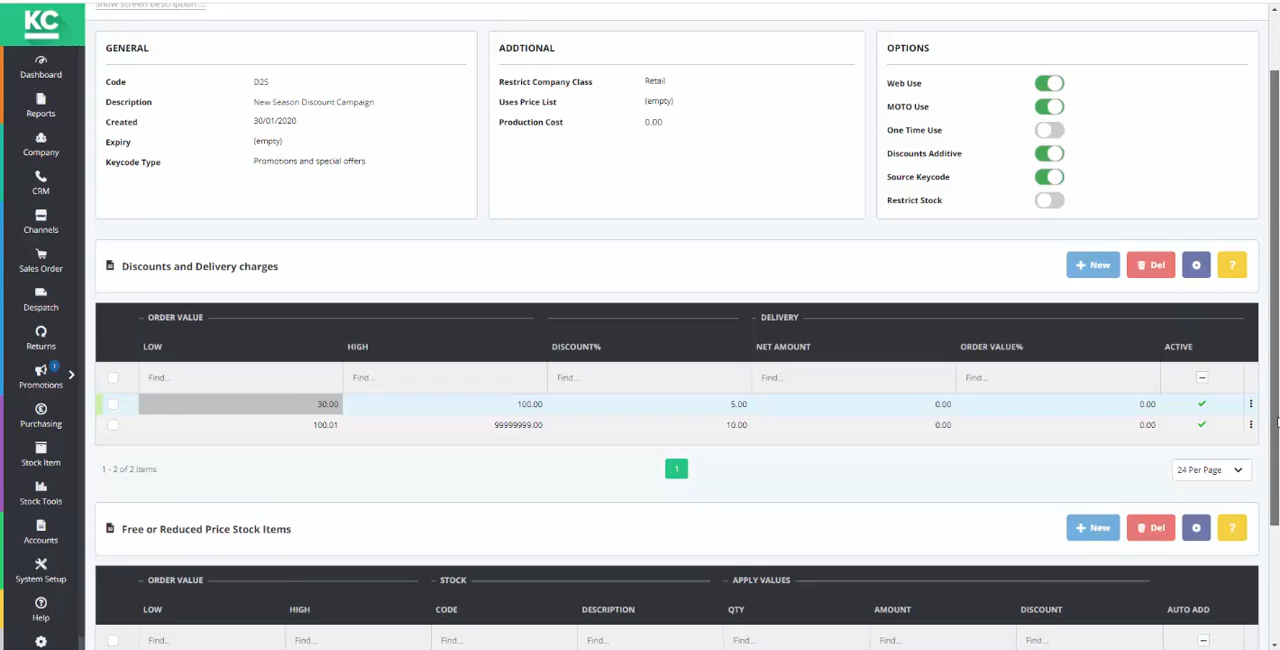 Show screen description....
KC
Dashboard
Reports
Company
CRM
Channels
Sales Order
Despatch
Returns
1
Promotions
Purchasing
Stock Item
Stock Tools
Accounts
System Setup
Help
GENERAL
Code D25
Description New Season Discount Campaign
Created 30/01/2020
Expiry (empty)
Keycode Type Promotions and special offers
ADDTIONAL
Restrict Company Class Retail
Uses Price List (empty)
Production Cost 0.00
OPTIONS
Web Use
MOTO Use
One Time Use
Discounts Additive
Source Keycode
Restrict Stock
Discounts and Delivery charges
+ New Del ?
ORDER VALUE DELIVERY
LOW HIGH DISCOUNT% NET AMOUNT ORDER VALUE% ACTIVE
Find... Find... Find... Find... Find...
30.00 100.00 5.00 0.00 0.00
100.01 99999999.00 10.00 0.00 0.00
1 - 2 of 2 items 1 24 Per Page
Free or Reduced Price Stock Items
+ New Del ?
ORDER VALUE STOCK APPLY VALUES
LOW HIGH CODE DESCRIPTION QTY AMOUNT DISCOUNT AUTO ADD
Find... Find... Find... Find... Find... Find... Find...